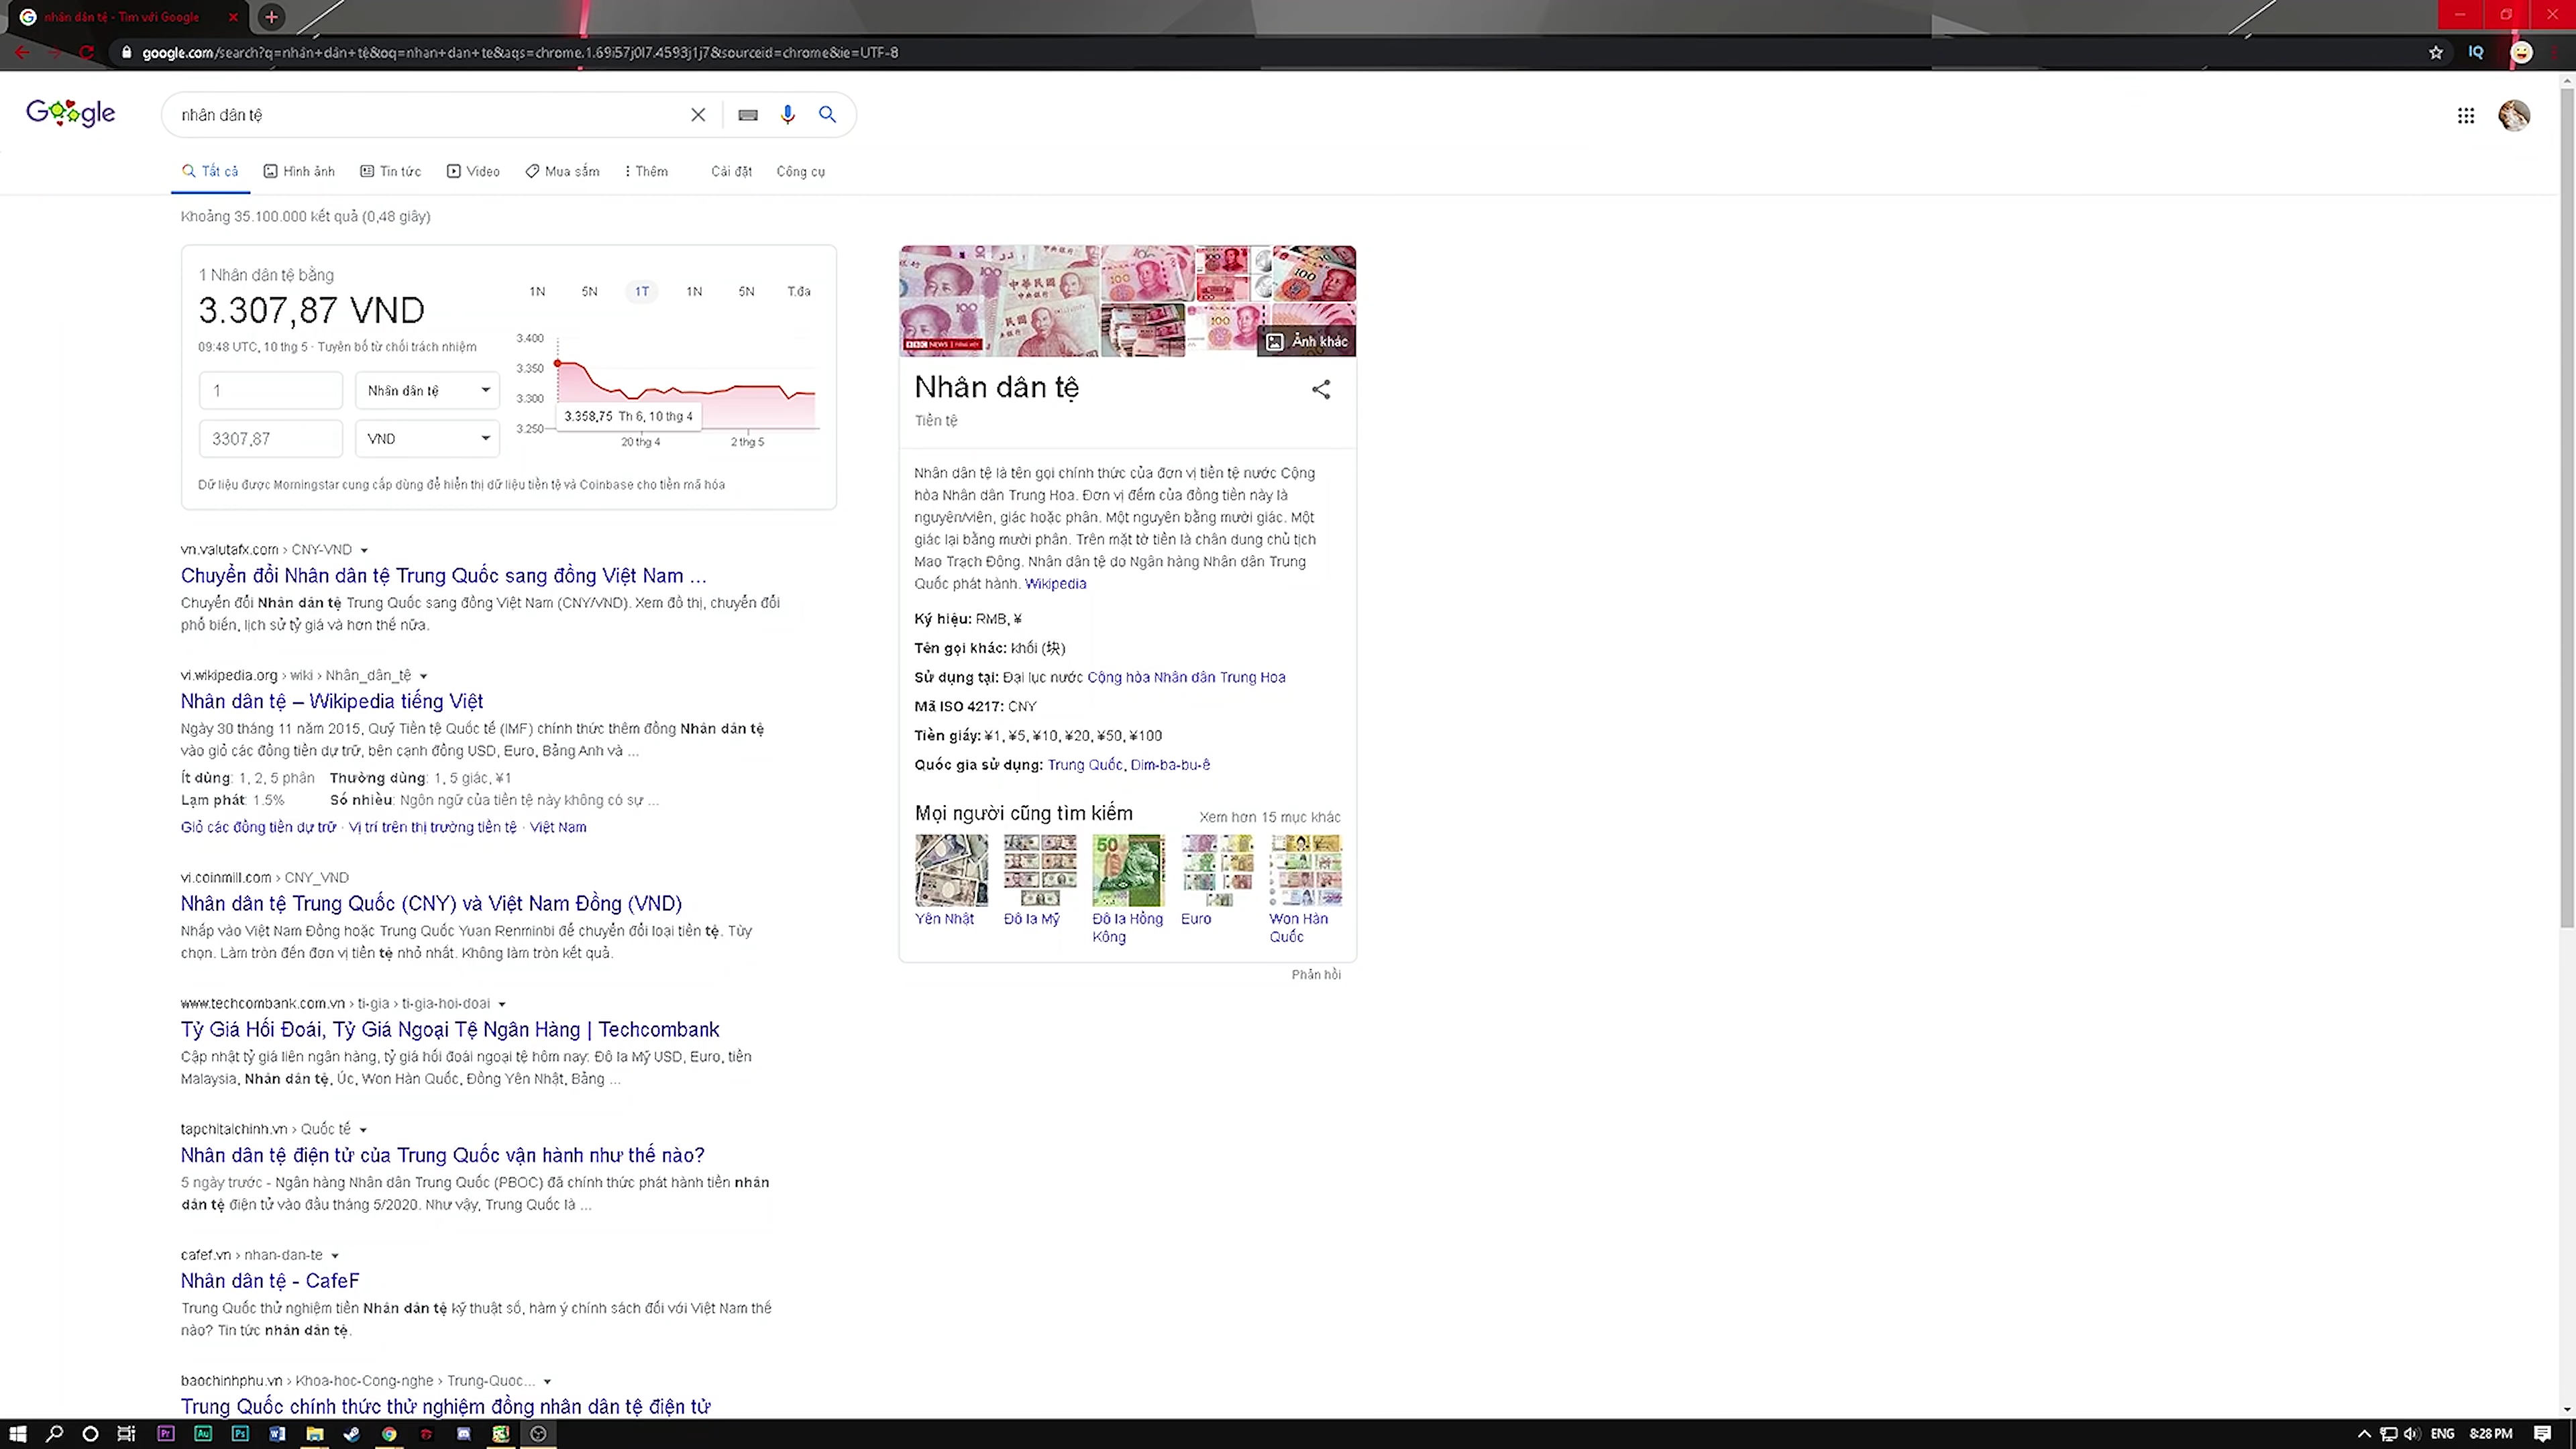 nhân dân tệ - Tìm với Google
google.com/search?q=nhân+dân+tệ&oq=nhan+dan+te&aqs=chrome.1.69i57j0l7.4593j1j7&sourceid=chrome&ie=UTF-8
IQ
Google
nhân dân tệ
Tất cả Hình ảnh Tin tức Video Mua sắm Thêm Cài đặt Công cụ
Khoảng 35.100.000 kết quả (0,48 giây)
1 Nhân dân tệ bằng
3.307,87 VND
09:48 UTC, 10 thg 5 · Tuyên bố từ chối trách nhiệm
1 Nhân dân tệ
3307,87 VND
1N 5N 1T 1N 5N T.đa
3.400
3.350
3.300
3.250
3.358,75 Th 6, 10 thg 4
20 thg 4 2 thg 5
Dữ liệu được Morningstar cung cấp dùng để hiển thị dữ liệu tiền tệ và Coinbase cho tiền mã hóa
vn.valutafx.com › CNY-VND
Chuyển đổi Nhân dân tệ Trung Quốc sang đồng Việt Nam ...
Chuyển đổi Nhân dân tệ Trung Quốc sang đồng Việt Nam (CNY/VND). Xem đồ thị, chuyển đổi
phổ biến, lịch sử tỷ giá và hơn thế nữa.
vi.wikipedia.org › wiki › Nhân_dân_tệ
Nhân dân tệ – Wikipedia tiếng Việt
Ngày 30 tháng 11 năm 2015, Quỹ Tiền tệ Quốc tế (IMF) chính thức thêm đồng Nhân dân tệ
vào giỏ các đồng tiền dự trữ, bên cạnh đồng USD, Euro, Bảng Anh và ...
Ít dùng: 1, 2, 5 phân Thường dùng: 1, 5 giác, ¥1
Lạm phát: 1.5% Số nhiều: Ngôn ngữ của tiền tệ này không có sự ...
Giỏ các đồng tiền dự trữ · Vị trí trên thị trường tiền tệ · Việt Nam
vi.coinmill.com › CNY_VND
Nhân dân tệ Trung Quốc (CNY) và Việt Nam Đồng (VND)
Nhấp vào Việt Nam Đồng hoặc Trung Quốc Yuan Renminbi để chuyển đổi loại tiền tệ. Tùy
chọn. Làm tròn đến đơn vị tiền tệ nhỏ nhất. Không làm tròn kết quả.
www.techcombank.com.vn › ti-gia › ti-gia-hoi-doai
Tỷ Giá Hối Đoái, Tỷ Giá Ngoại Tệ Ngân Hàng | Techcombank
Cập nhật tỷ giá liên ngân hàng, tỷ giá hối đoái ngoại tệ hôm nay: Đô la Mỹ USD, Euro, tiền
Malaysia, Nhân dân tệ, Úc, Won Hàn Quốc, Đồng Yên Nhật, Bảng ...
tapchitaichinh.vn › Quốc tế
Nhân dân tệ điện tử của Trung Quốc vận hành như thế nào?
5 ngày trước - Ngân hàng Nhân dân Trung Quốc (PBOC) đã chính thức phát hành tiền nhân
dân tệ điện tử vào đầu tháng 5/2020. Như vậy, Trung Quốc là ...
cafef.vn › nhan-dan-te
Nhân dân tệ - CafeF
Trung Quốc thử nghiệm tiền Nhân dân tệ kỹ thuật số, hàm ý chính sách đối với Việt Nam thế
nào? Tin tức nhân dân tệ.
baochinhphu.vn › Khoa-hoc-Cong-nghe › Trung-Quoc...
Trung Quốc chính thức thử nghiệm đồng nhân dân tệ điện tử
BBC NEWS | TIẾNG VIỆT
Ảnh khác
Nhân dân tệ
Tiền tệ
Nhân dân tệ là tên gọi chính thức của đơn vị tiền tệ nước Cộng
hòa Nhân dân Trung Hoa. Đơn vị đếm của đồng tiền này là
nguyên/viên, giác hoặc phân. Một nguyên bằng mười giác. Một
giác lại bằng mười phân. Trên mặt tờ tiền là chân dung chủ tịch
Mao Trạch Đông. Nhân dân tệ do Ngân hàng Nhân dân Trung
Quốc phát hành. Wikipedia
Ký hiệu: RMB, ¥
Tên gọi khác: khối (块)
Sử dụng tại: Đại lục nước Cộng hòa Nhân dân Trung Hoa
Mã ISO 4217: CNY
Tiền giấy: ¥1, ¥5, ¥10, ¥20, ¥50, ¥100
Quốc gia sử dụng: Trung Quốc, Dim-ba-bu-ê
Mọi người cũng tìm kiếm Xem hơn 15 mục khác
50
Yên Nhật
Đô la Mỹ
Đô la Hồng
Kông
Euro
Won Hàn
Quốc
Phản hồi
Pr Au Ps ENG 8:28 PM